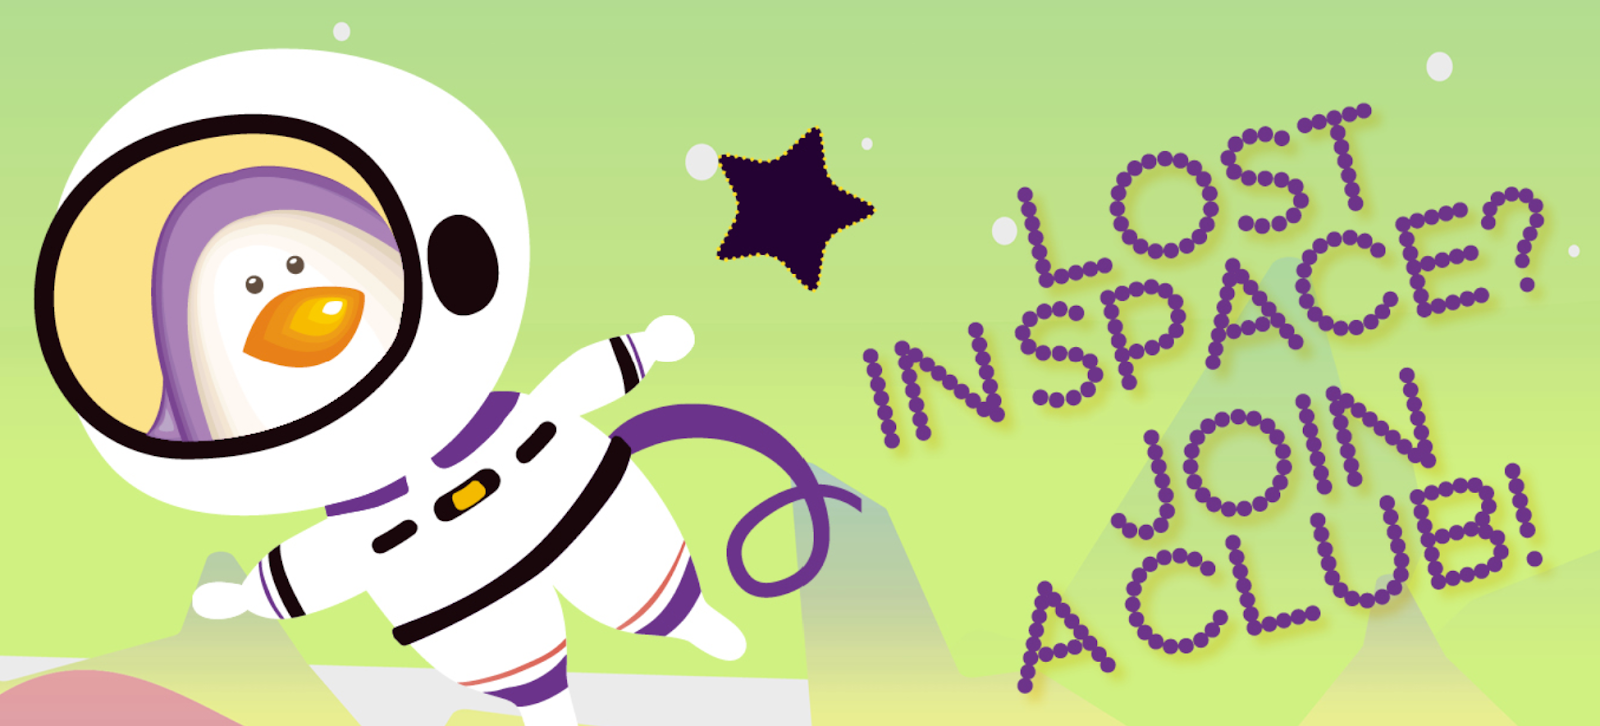 LOST
IN SPACE?
JOIN
A CLUB!